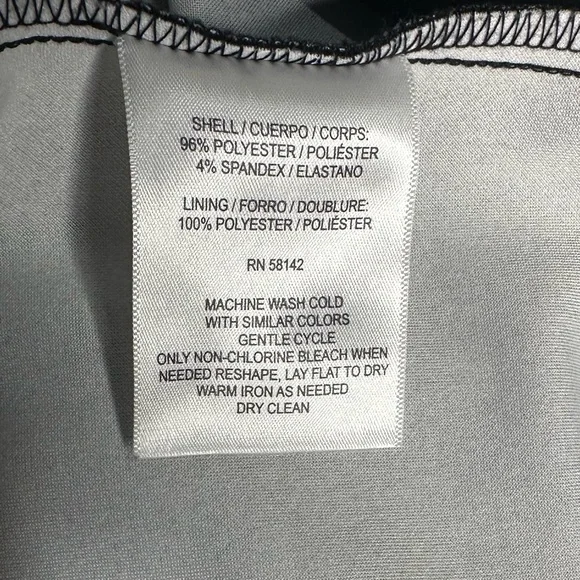 SHELL / CUERPO / CORPS:
96% POLYESTER / POLIÉSTER
4% SPANDEX / ELASTANO
LINING / FORRO / DOUBLURE:
100% POLYESTER / POLIÉSTER
RN 58142
MACHINE WASH COLD
WITH SIMILAR COLORS
GENTLE CYCLE
ONLY NON-CHLORINE BLEACH WHEN
NEEDED RESHAPE, LAY FLAT TO DRY
WARM IRON AS NEEDED
DRY CLEAN